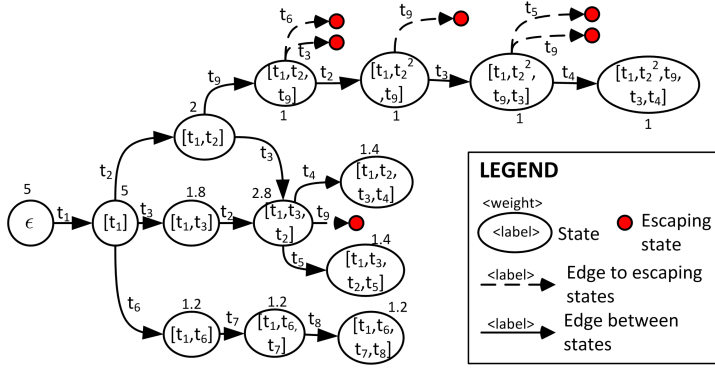 t6
t9
t5
t3
t9
t9
[t1,t2,
t9]
t2
[t1,t2²
,t9]
t3
[t1,t2²,
t9,t3]
t4
[t1,t2²,t9,
t3,t4]
1
1
1
1
2
[t1,t2]
t2
t3
5
ϵ
t1
5
[t1]
t3
1.8
[t1,t3]
t2
2.8
[t1,t3,
t2]
t4
1.4
[t1,t2,
t3,t4]
t9
t5
1.4
[t1,t3,
t2,t5]
t6
1.2
[t1,t6]
t7
1.2
[t1,t6,
t7]
t8
1.2
[t1,t6,
t7,t8]
LEGEND
<weight>
<label>
State
Escaping
state
<label>
Edge to escaping
states
<label>
Edge between
states